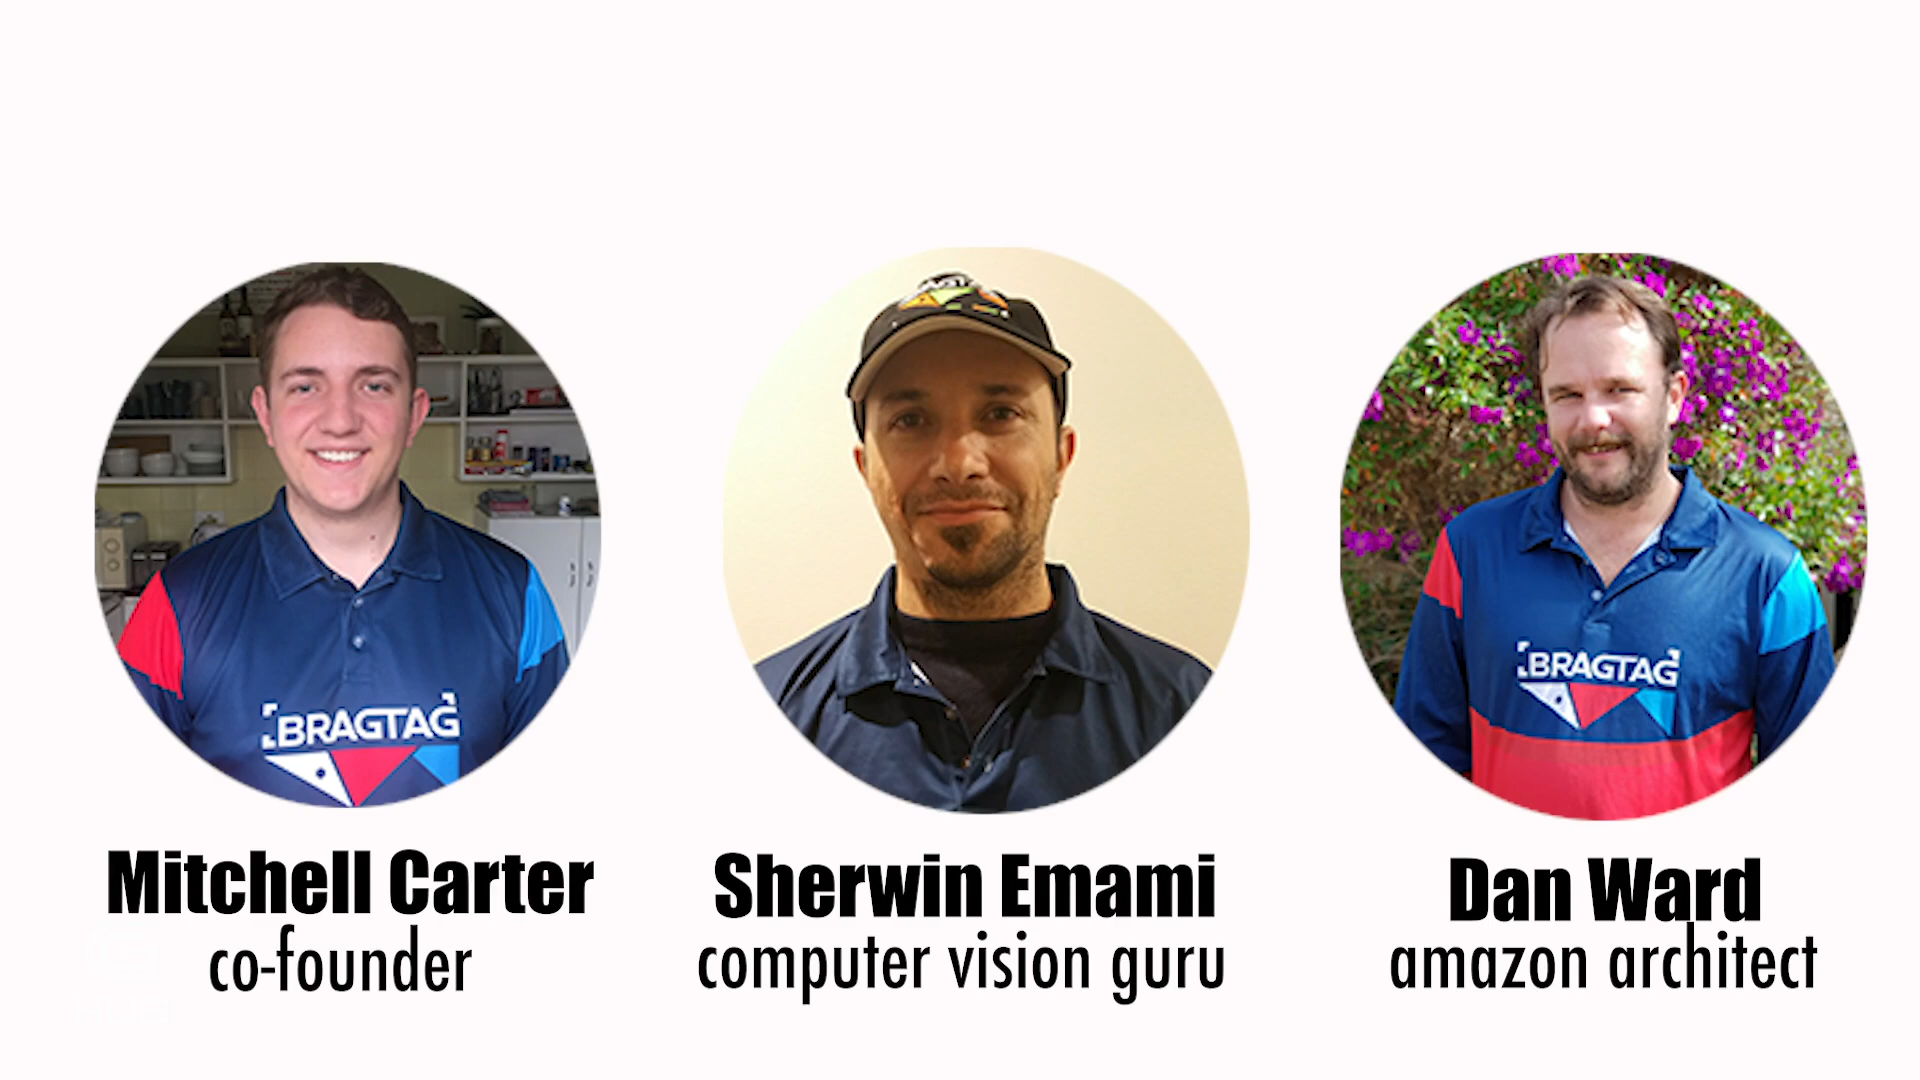 BRAGTAG
BRAGTAG
Mitchell Carter
co-founder
Sherwin Emami
computer vision guru
Dan Ward
amazon architect